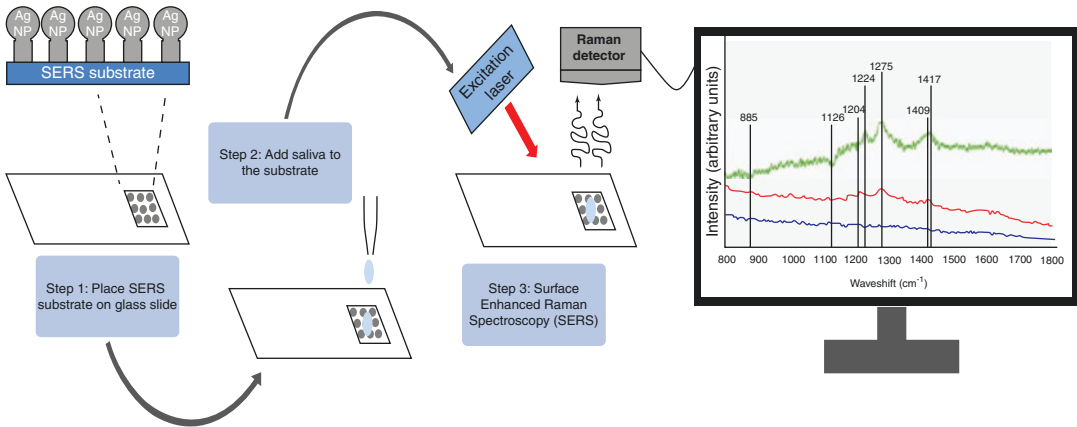 Ag Ag Ag Ag Ag
NP NP NP NP NP
SERS substrate
Step 1: Place SERS
substrate on glass slide
Step 2: Add saliva to
the substrate
Excitation
laser
Raman
detector
Step 3: Surface
Enhanced Raman
Spectroscopy (SERS)
Intensity (arbitrary units)
1275
1224 1417
885 1126 1204 1409
800 900 1000 1100 1200 1300 1400 1500 1600 1700 1800
Waveshift (cm⁻¹)